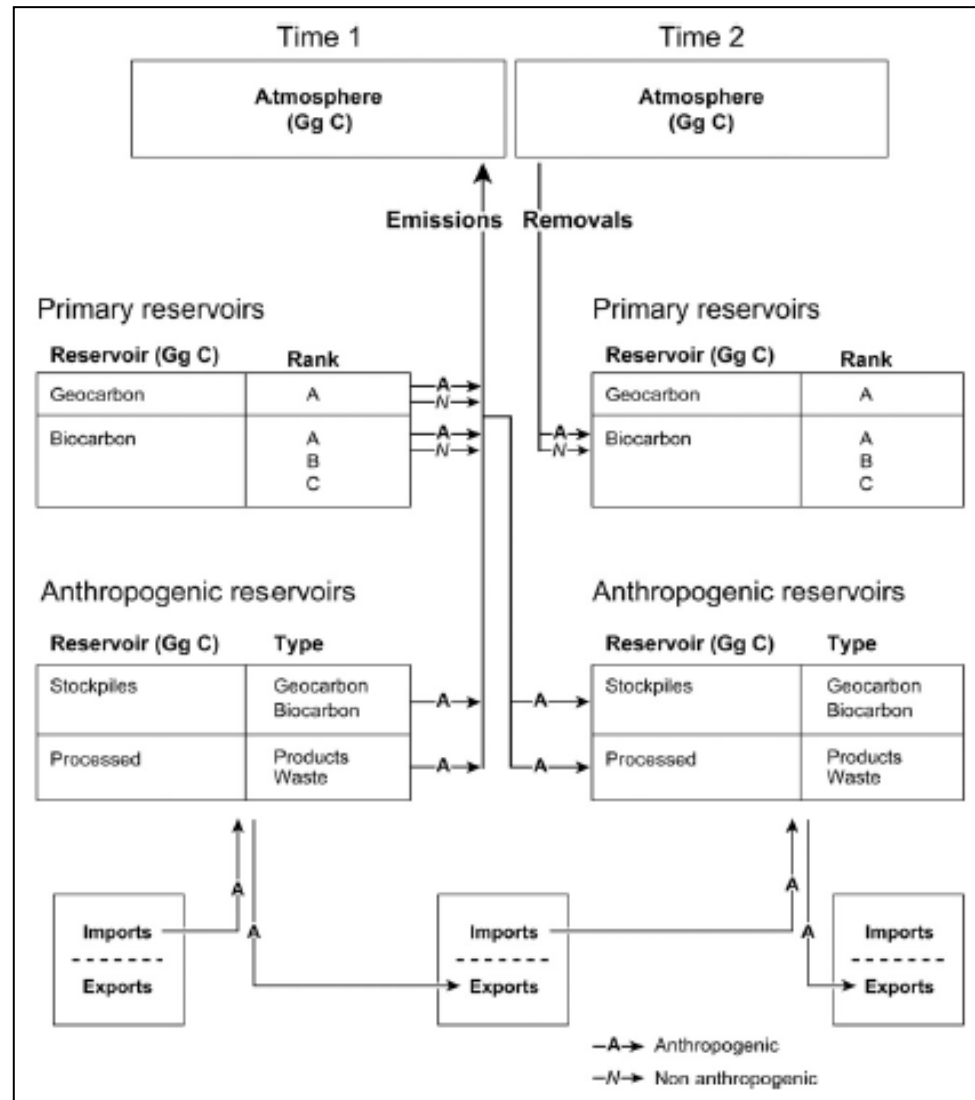 Time 1
Time 2
Atmosphere
(Gg C)
Atmosphere
(Gg C)
Emissions
Removals
Primary reservoirs
Reservoir (Gg C)
Rank
Geocarbon
A
Biocarbon
A
B
C
A
N
A
N
Primary reservoirs
Reservoir (Gg C)
Rank
Geocarbon
A
Biocarbon
A
B
C
A
N
Anthropogenic reservoirs
Reservoir (Gg C)
Type
Stockpiles
Geocarbon
Biocarbon
Processed
Products
Waste
A
A
Anthropogenic reservoirs
Reservoir (Gg C)
Type
Stockpiles
Geocarbon
Biocarbon
Processed
Products
Waste
A
A
Imports
Exports
A
A
Imports
Exports
A
A
Imports
Exports
A Anthropogenic
N Non anthropogenic